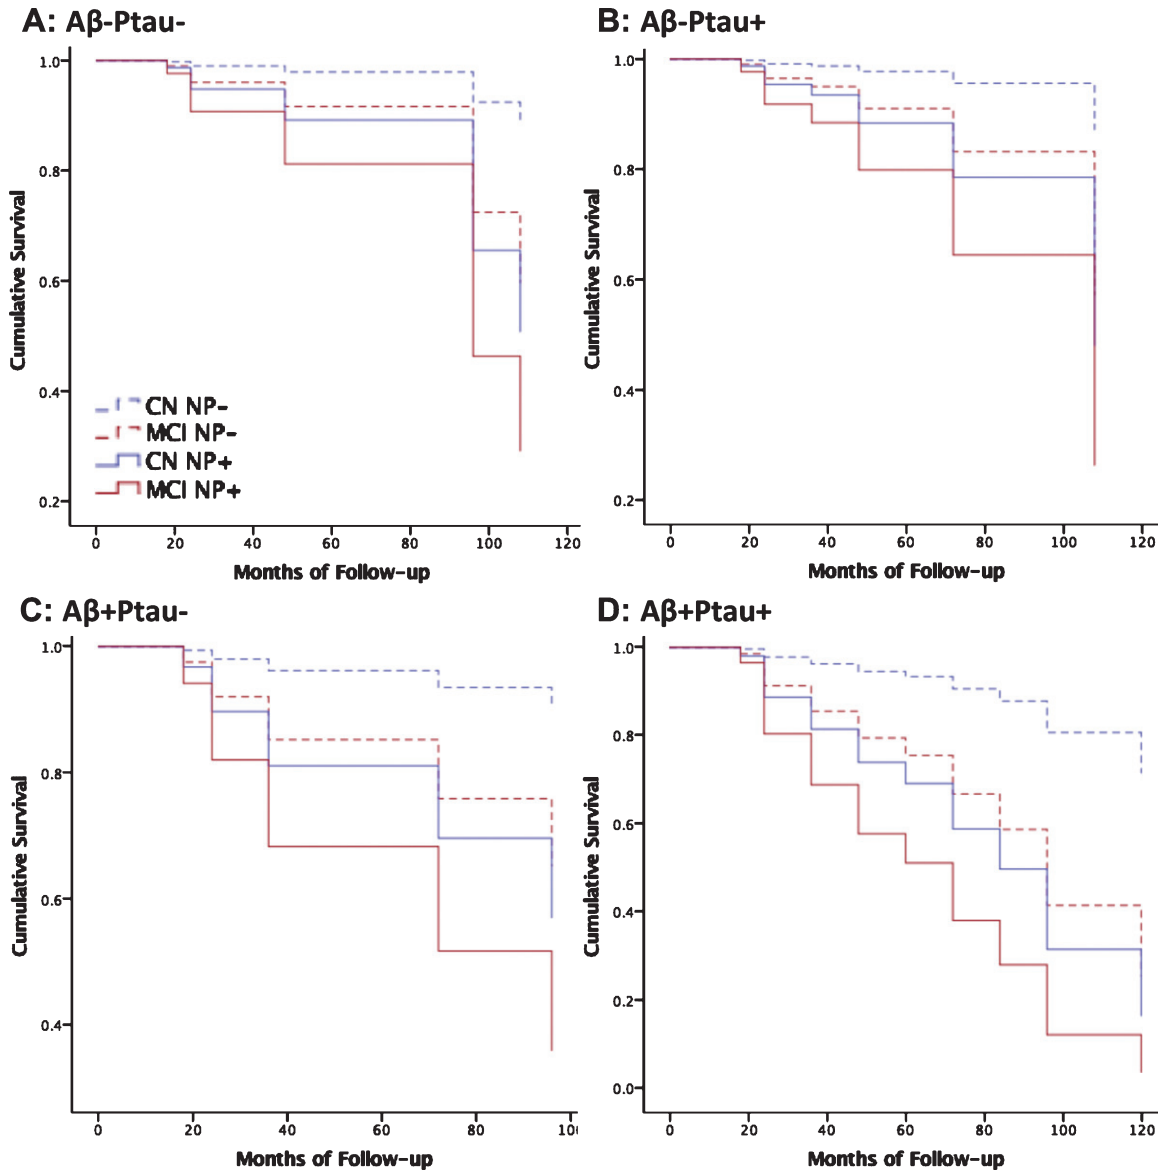 A: Aβ-Ptau-
1.0
0.8
0.6
0.4
0.2
Cumulative Survival
CN NP-
MCI NP-
CN NP+
MCI NP+
0 20 40 60 80 100 120
Months of Follow-up
B: Aβ-Ptau+
1.0
0.8
0.6
0.4
0.2
Cumulative Survival
0 20 40 60 80 100 120
Months of Follow-up
C: Aβ+Ptau-
1.0
0.8
0.6
0.4
Cumulative Survival
0 20 40 60 80 10
Months of Follow-up
D: Aβ+Ptau+
1.0
0.8
0.6
0.4
0.2
0.0
Cumulative Survival
0 20 40 60 80 100 120
Months of Follow-up